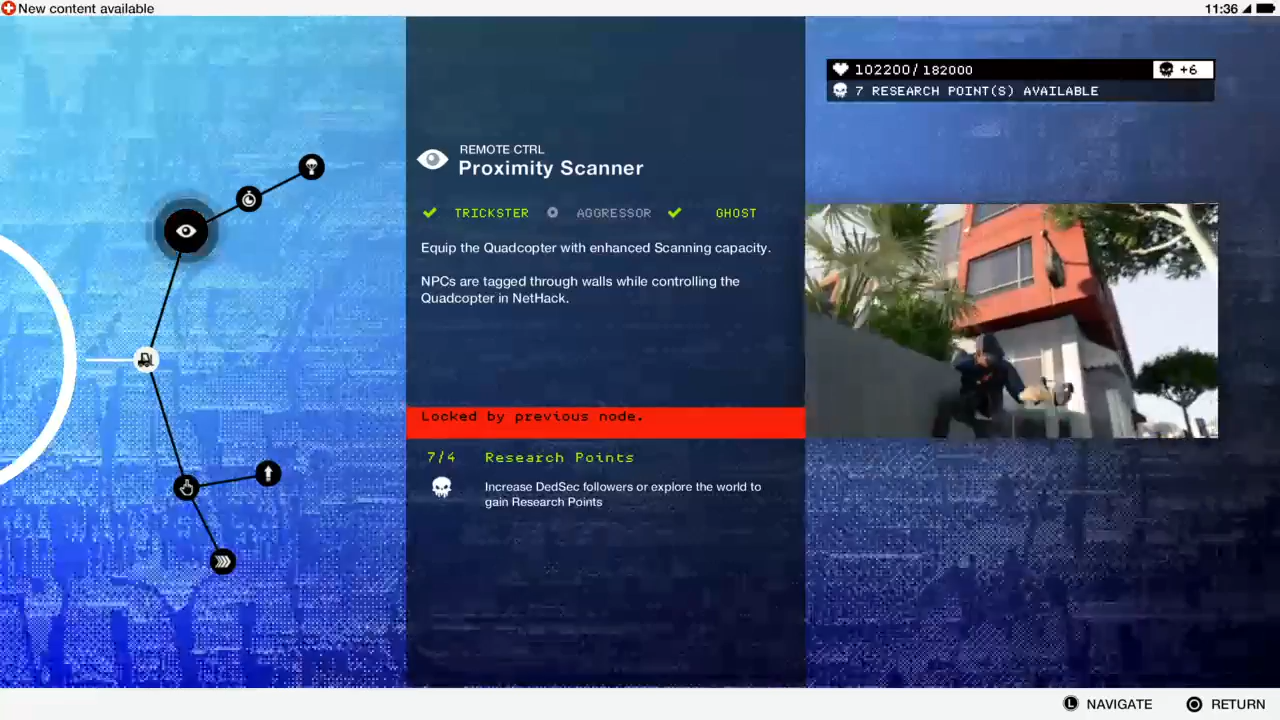 New content available
11:36
102200/182000
+6
7 RESEARCH POINT(S) AVAILABLE
REMOTE CTRL
Proximity Scanner
TRICKSTER AGGRESSOR GHOST
Equip the Quadcopter with enhanced Scanning capacity.
NPCs are tagged through walls while controlling the
Quadcopter in NetHack.
Locked by previous node.
7/4 Research Points
Increase DedSec followers or explore the world to
gain Research Points
L NAVIGATE RETURN